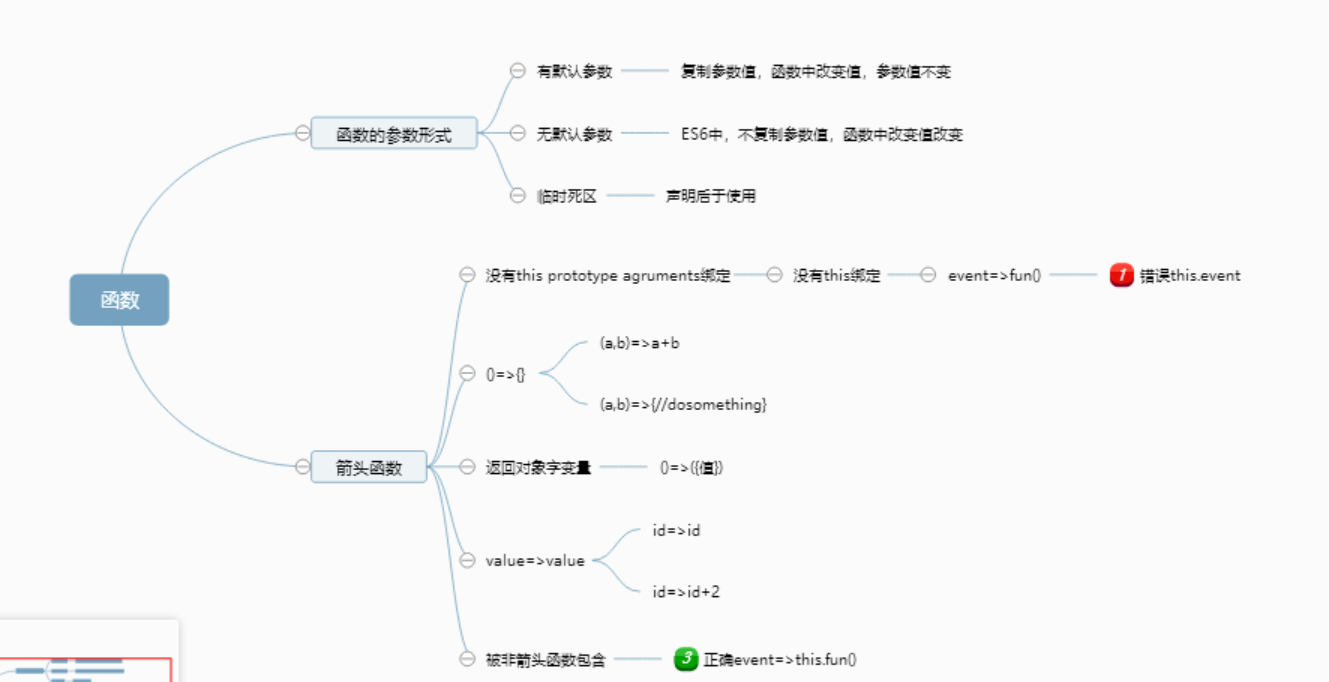 函数
函数的参数形式
有默认参数
复制参数值，函数中改变值，参数值不变
无默认参数
ES6中，不复制参数值，函数中改变值改变
临时死区
声明后于使用
箭头函数
没有this prototype agruments绑定
没有this绑定
event=>fun()
1 错误this.event
()=>{}
(a,b)=>a+b
(a,b)=>{//dosomething}
返回对象字变量
()=>({值})
value=>value
id=>id
id=>id+2
被非箭头函数包含
3 正确event=>this.fun()